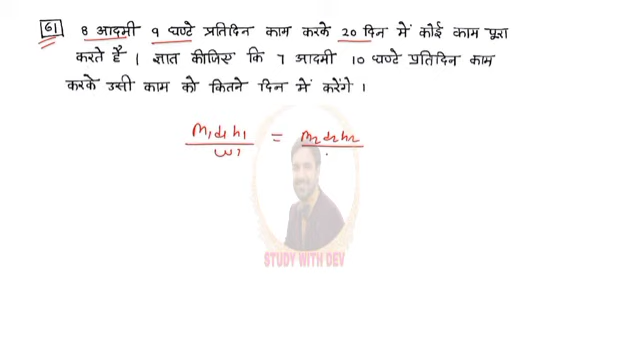 61 8 आदमी 9 घण्टे प्रतिदिन काम करके 20 दिन में कोई काम पूरा
करते है । ज्ञात कीजिए कि 7 आदमी 10 घण्टे प्रतिदिन काम
करके उसी काम को कितने दिन में करेंगे ।
m₁d₁h₁ = m₂d₂h₂
w₁
STUDY WITH DEV